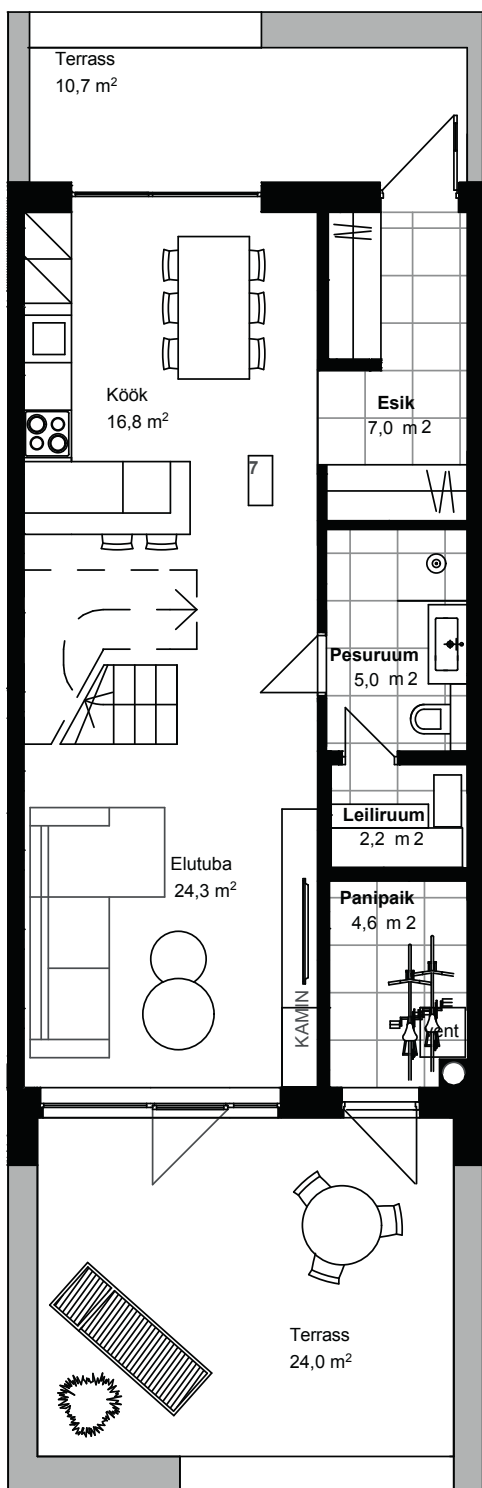 Terrass
10,7 m²
Köök
16,8 m²
Esik
7,0 m 2
7
Pesuruum
5,0 m 2
Leiliruum
2,2 m 2
Elutuba
24,3 m²
Panipaik
4,6 m 2
KAMIN
vent
Terrass
24,0 m²